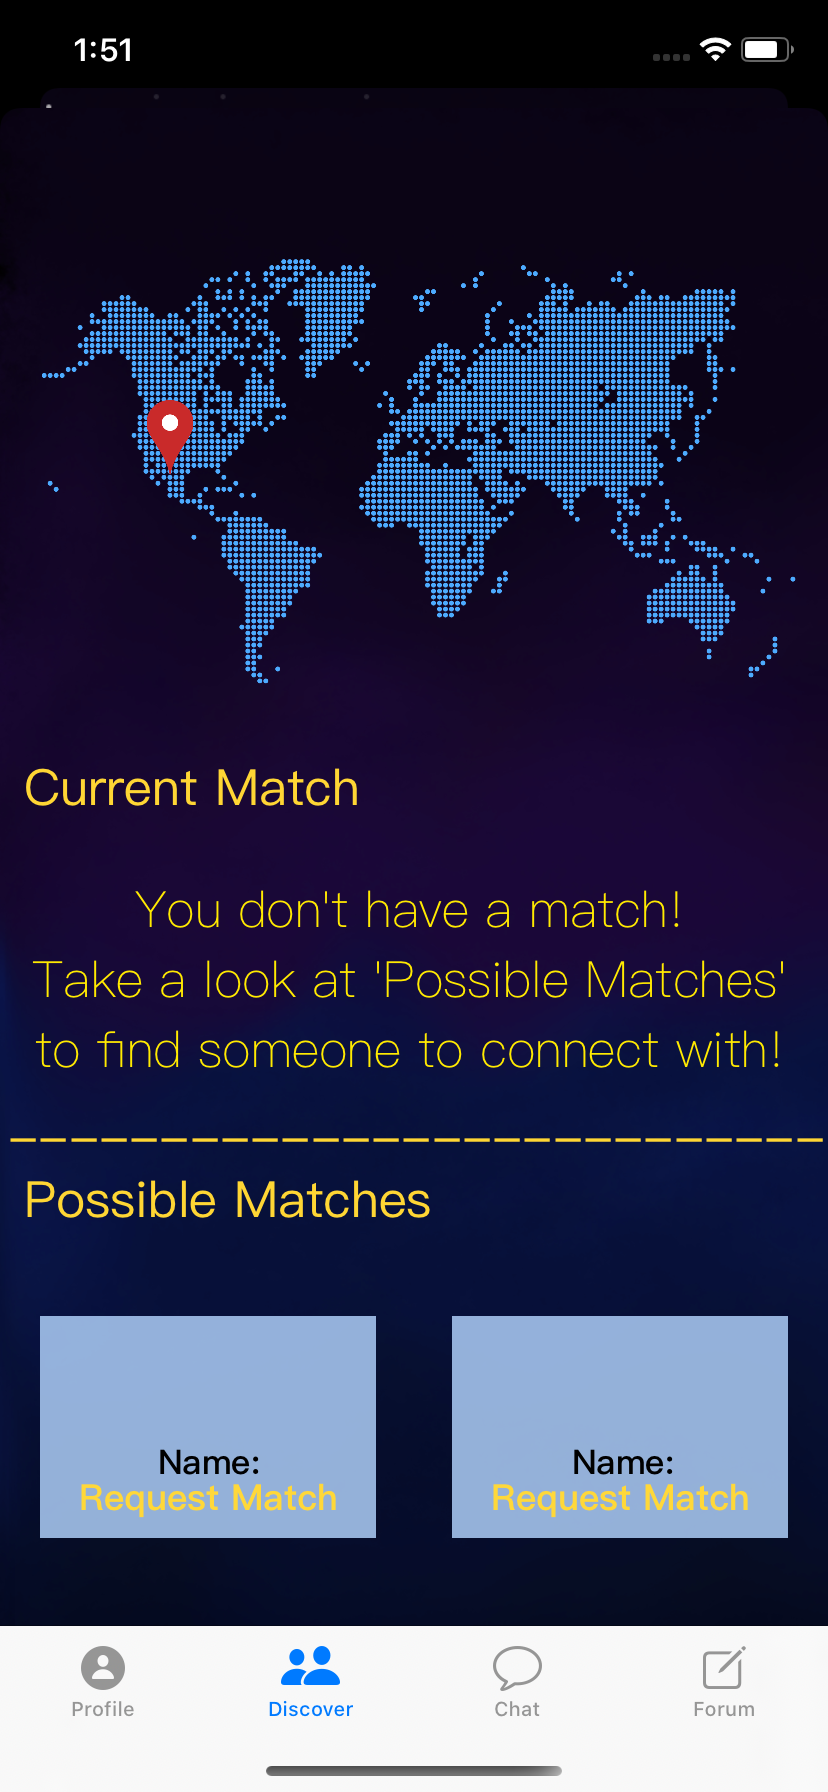 1:51
Current Match
You don't have a match!
Take a look at 'Possible Matches'
to find someone to connect with!
Possible Matches
Name:
Request Match
Name:
Request Match
Profile
Discover
Chat
Forum